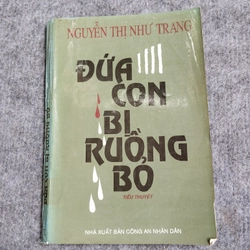 NGUYỄN THỊ NHƯ TRANG
ĐỨA
CON
BỊ
RUỒNG
BỎ
TIỂU THUYẾT
NHÀ XUẤT BẢN CÔNG AN NHÂN DÂN